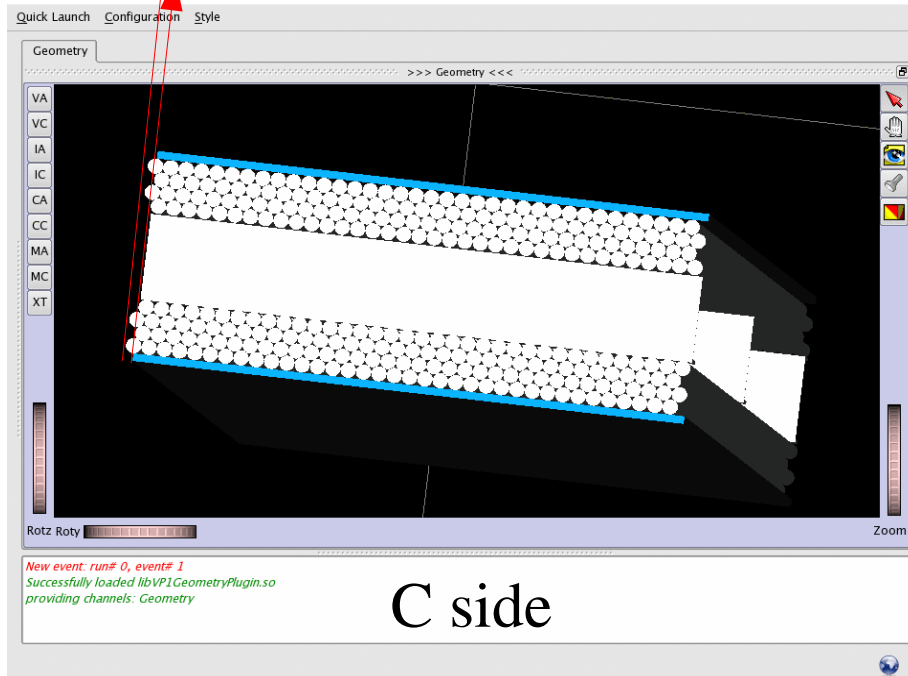 Quick Launch Configuration Style
Geometry
>>> Geometry <<<
VA
VC
IA
IC
CA
CC
MA
MC
XT
Rotz Roty Zoom
New event: run# 0, event# 1
Successfully loaded libVP1GeometryPlugin.so
providing channels: Geometry
C side